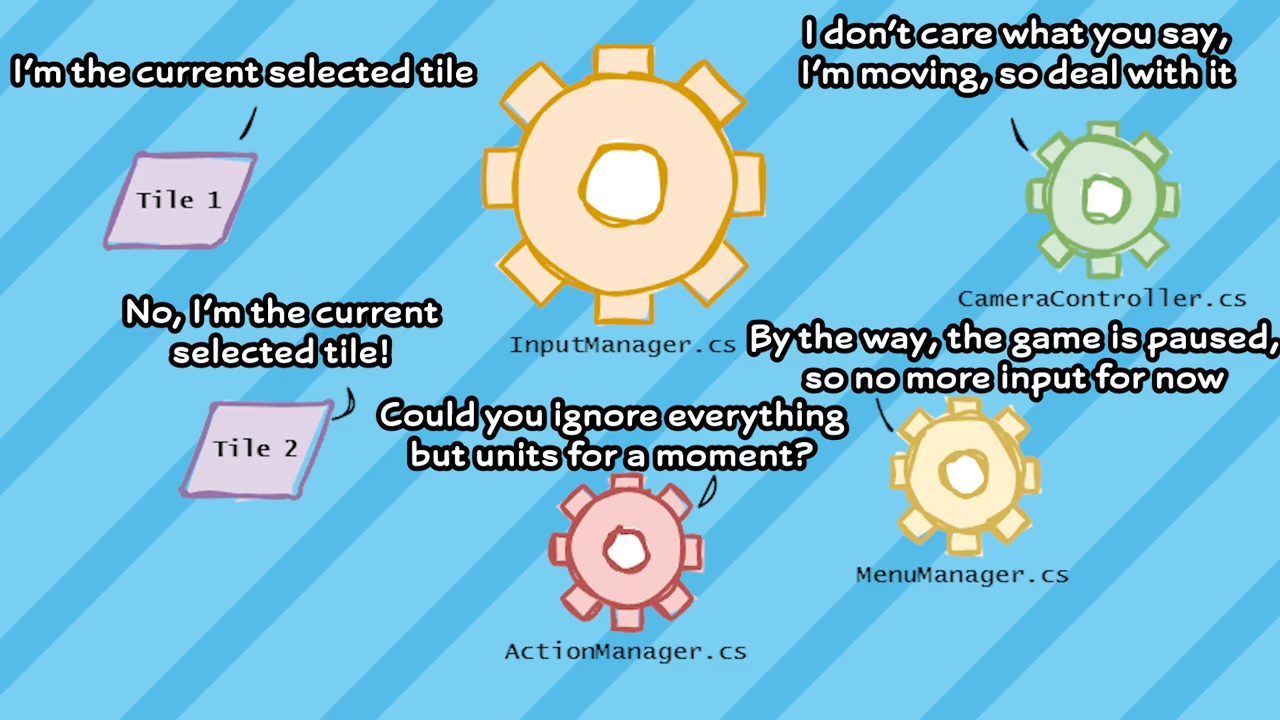 I'm the current selected tile
Tile 1
I don't care what you say,
I'm moving, so deal with it
CameraController.cs
InputManager.cs
No, I'm the current
selected tile!
Tile 2
By the way, the game is paused,
so no more input for now
MenuManager.cs
Could you ignore everything
but units for a moment?
ActionManager.cs